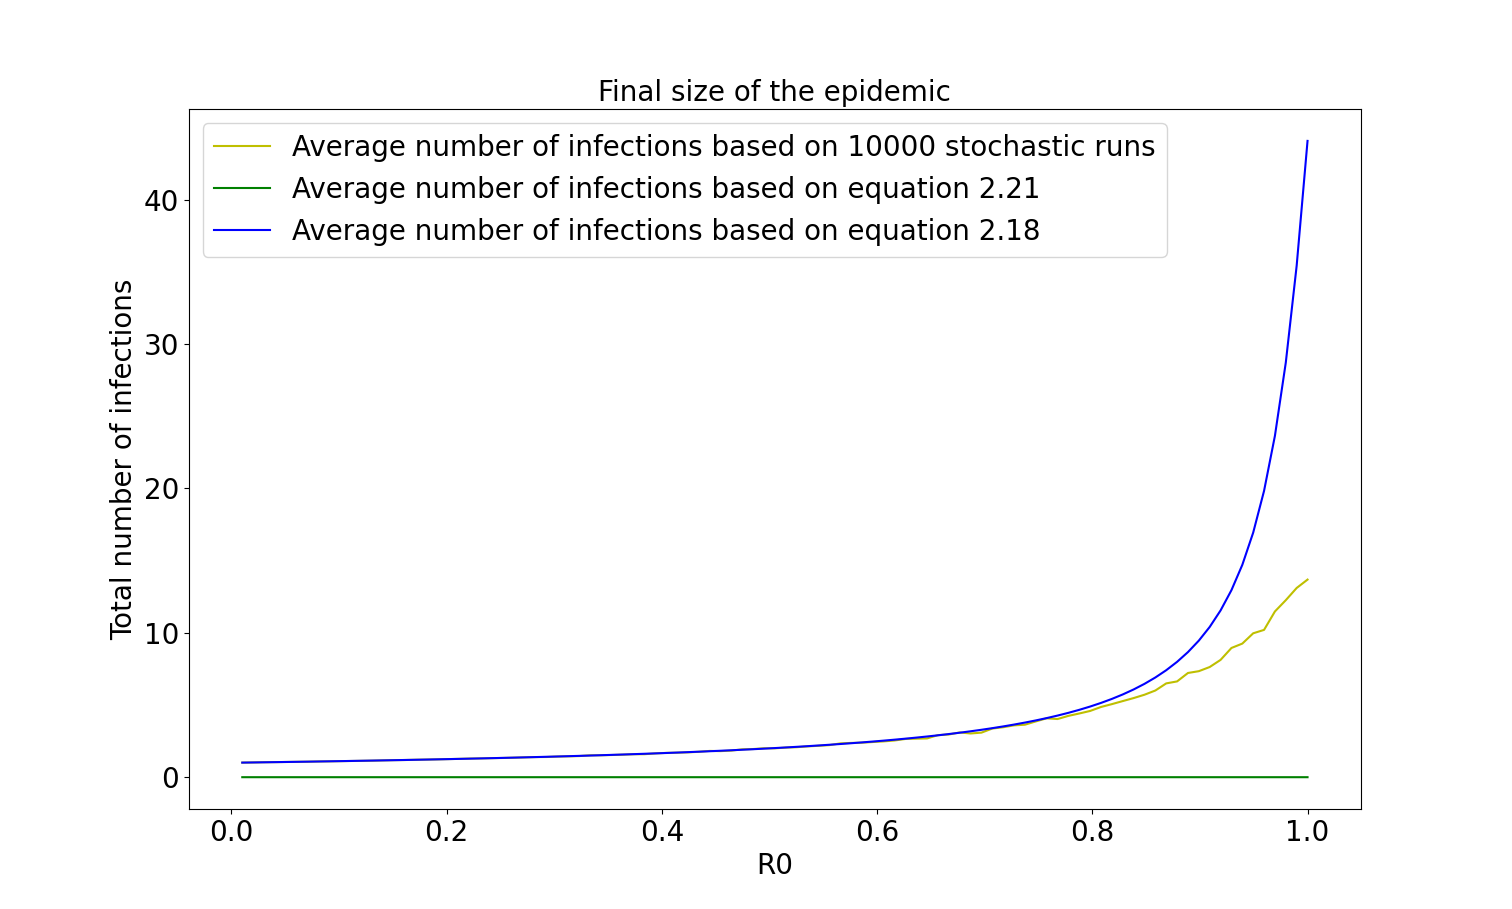 Final size of the epidemic
Average number of infections based on 10000 stochastic runs
Average number of infections based on equation 2.21
Average number of infections based on equation 2.18
Total number of infections
40
30
20
10
0
0.0 0.2 0.4 0.6 0.8 1.0
R0